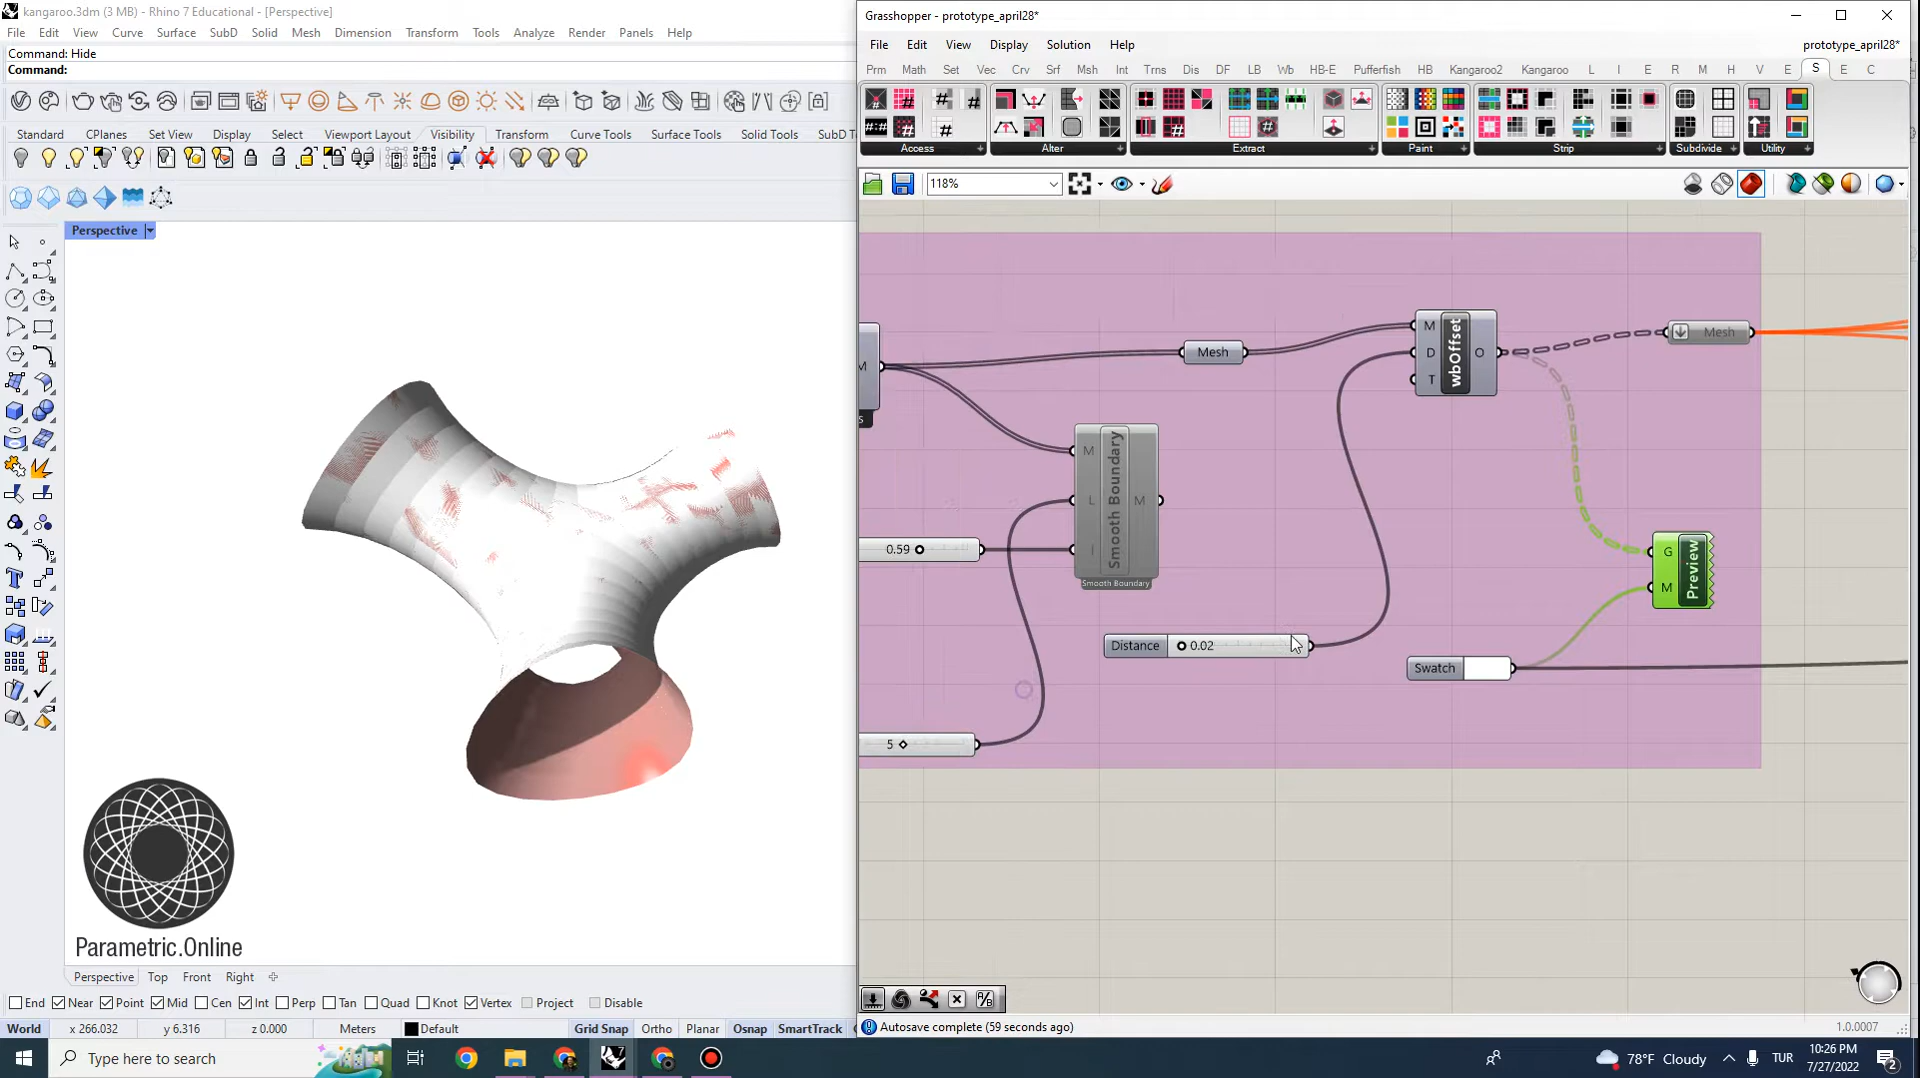 kangaroo.3dm (3 MB) - Rhino 7 Educational - [Perspective]
File Edit View Curve Surface SubD Solid Mesh Dimension Transform Tools Analyze Render Panels Help
Command: Hide
Command:
Standard CPlanes Set View Display Select Viewport Layout Visibility Transform Curve Tools Surface Tools Solid Tools SubD T
Perspective
Parametric.Online
Perspective Top Front Right
End Near Point Mid Cen Int Perp Tan Quad Knot Vertex Project Disable
World x 266.032 y 6.316 z 0.000 Meters Default Grid Snap Ortho Planar Osnap SmartTrack
Grasshopper - prototype_april28*
File Edit View Display Solution Help prototype_april28*
Prm Math Set Vec Crv Srf Msh Int Trns Dis DF LB Wb HB-E Pufferfish HB Kangaroo2 Kangaroo L I E R M H V E S E C
Access Alter Extract Paint Strip Subdivide Utility
118%
M
s
Mesh
M
D
T
wbOffset
O
Mesh
M
L
I
Smooth Boundary
M
Smooth Boundary
0.59
5
Distance 0.02
G
M
Preview
Swatch
Autosave complete (59 seconds ago) 1.0.0007
Type here to search
78°F Cloudy
TUR
10:26 PM
7/27/2022
2